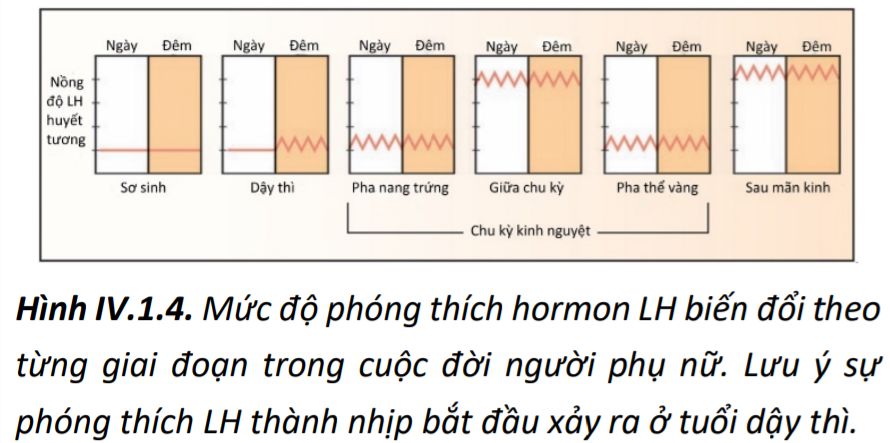 Ngày Đêm Ngày Đêm Ngày Đêm Ngày Đêm Ngày Đêm Ngày Đêm
Nồng
độ LH
huyết
tương
Sơ sinh Dậy thì Pha nang trứng Giữa chu kỳ Pha thể vàng Sau mãn kinh
Chu kỳ kinh nguyệt
Hình IV.1.4. Mức độ phóng thích hormon LH biến đổi theo
từng giai đoạn trong cuộc đời người phụ nữ. Lưu ý sự
phóng thích LH thành nhịp bắt đầu xảy ra ở tuổi dậy thì.